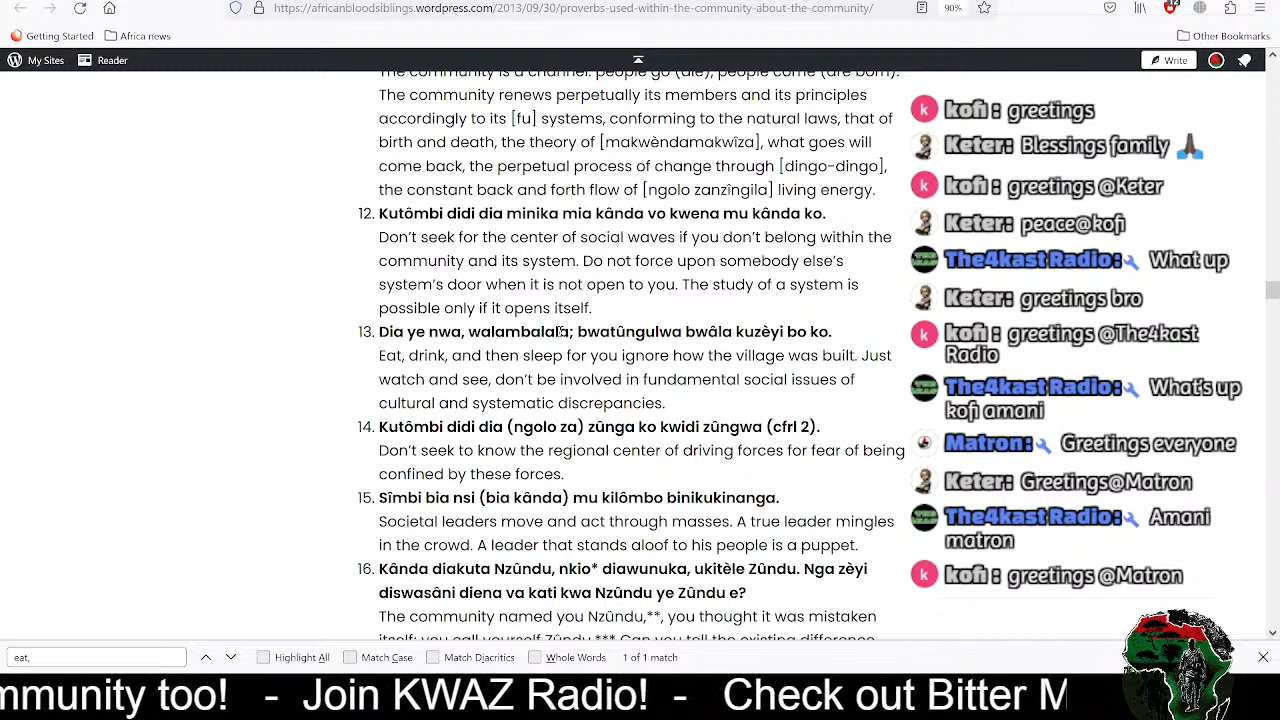 https://africanbloodsiblings.wordpress.com/2013/09/30/proverbs-used-within-the-community-about-the-community/
90%
Getting Started
Africa news
Other Bookmarks
My Sites
Reader
Write
The community is a channel: people go (die), people come (are born).
The community renews perpetually its members and its principles
accordingly to its [fu] systems, conforming to the natural laws, that of
birth and death, the theory of [makwèndamakwîza], what goes will
come back, the perpetual process of change through [dingo-dingo],
the constant back and forth flow of [ngolo zanzîngila] living energy.
12. Kutômbi didi dia minika mia kânda vo kwena mu kânda ko.
Don’t seek for the center of social waves if you don’t belong within the
community and its system. Do not force upon somebody else’s
system’s door when it is not open to you. The study of a system is
possible only if it opens itself.
13. Dia ye nwa, walambalala; bwatûngulwa bwâla kuzèyi bo ko.
Eat, drink, and then sleep for you ignore how the village was built. Just
watch and see, don’t be involved in fundamental social issues of
cultural and systematic discrepancies.
14. Kutômbi didi dia (ngolo za) zûnga ko kwidi zûngwa (cfrl 2).
Don’t seek to know the regional center of driving forces for fear of being
confined by these forces.
15. Sîmbi bia nsi (bia kânda) mu kilômbo binikukinanga.
Societal leaders move and act through masses. A true leader mingles
in the crowd. A leader that stands aloof to his people is a puppet.
16. Kânda diakuta Nzûndu, nkio* diawunuka, ukitèle Zûndu. Nga zèyi
diswasâni diena va kati kwa Nzûndu ye Zûndu e?
The community named you Nzûndu,**, you thought it was mistaken
itself; you call yourself Zûndu.*** Can you tell the existing difference
k
kofi : greetings
Keter: Blessings family
k
kofi : greetings @Keter
Keter: peace@kofi
The4kast Radio: What up
Keter: greetings bro
k
kofi : greetings @The4kast
Radio
The4kast Radio: What's up
kofi amani
Matron: Greetings everyone
Keter: Greetings@Matron
The4kast Radio: Amani
matron
k
kofi : greetings @Matron
eat,
Highlight All
Match Case
Match Diacritics
Whole Words
1 of 1 match
mmunity too! - Join KWAZ Radio! - Check out Bitter M